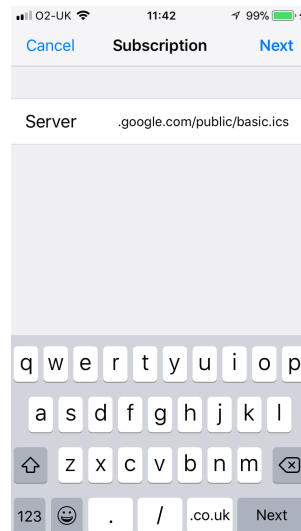 O2-UK 11:42 99%
Cancel Subscription Next
Server .google.com/public/basic.ics
q w e r t y u i o p
a s d f g h j k l
z x c v b n m
123 . / .co.uk Next